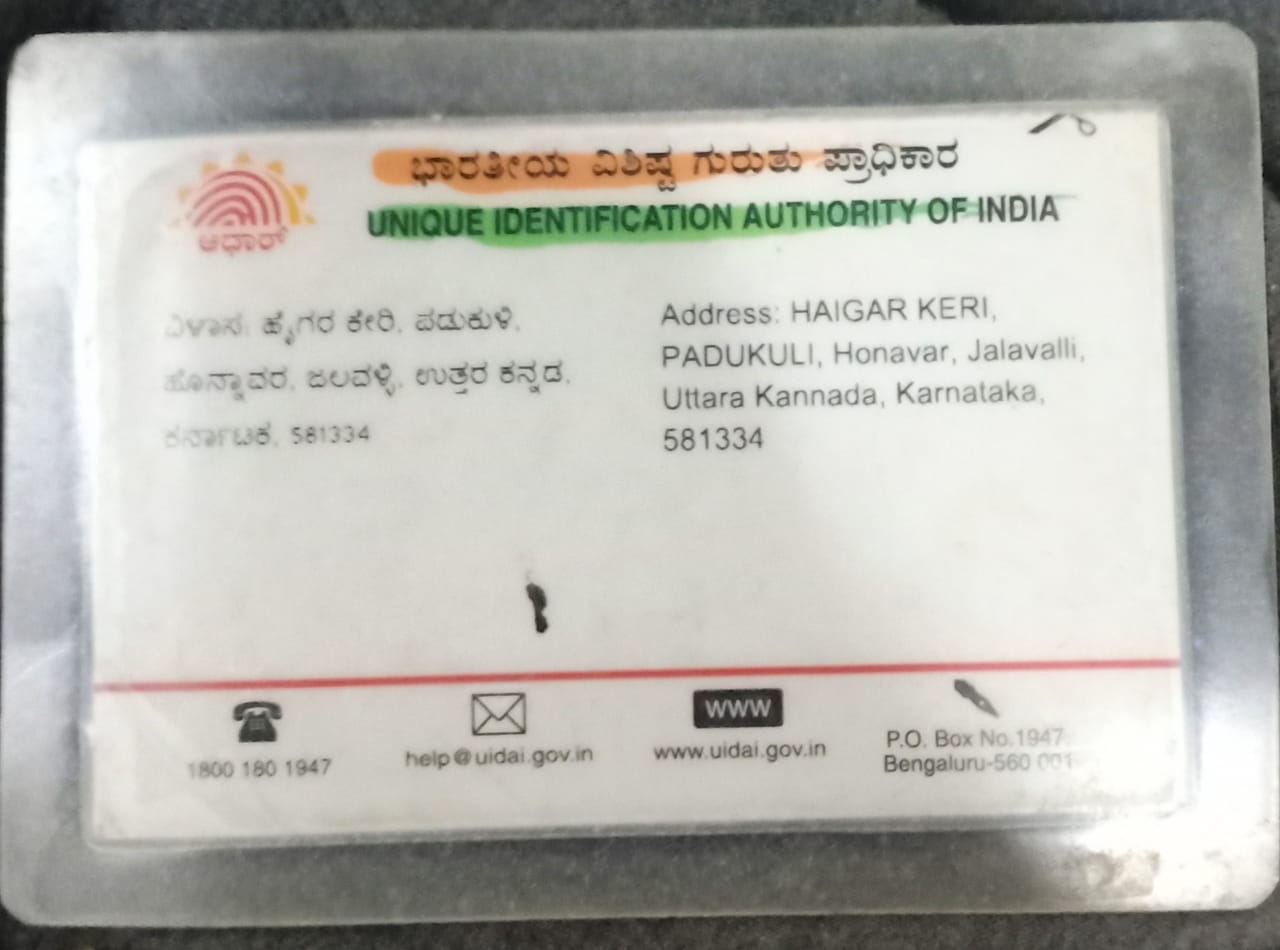 ಭಾರತೀಯ ವಿಶಿಷ್ಟ ಗುರುತು ಪ್ರಾಧಿಕಾರ
UNIQUE IDENTIFICATION AUTHORITY OF INDIA
ಆಧಾರ್
ವಿಳಾಸ: ಹೈಗರ ಕೇರಿ, ಪಡುಕುಳಿ,
ಹೊನ್ನಾವರ, ಜಲವಳ್ಳಿ, ಉತ್ತರ ಕನ್ನಡ,
ಕರ್ನಾಟಕ, 581334
Address: HAIGAR KERI,
PADUKULI, Honavar, Jalavalli,
Uttara Kannada, Karnataka,
581334
1800 180 1947
help@uidai.gov.in
WWW
www.uidai.gov.in
P.O. Box No.1947,
Bengaluru-560 001